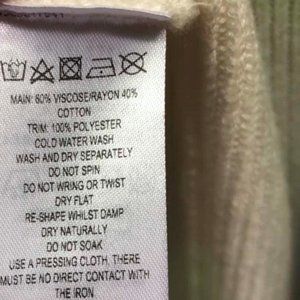 MAIN: 60% VISCOSE/RAYON 40%
COTTON
TRIM: 100% POLYESTER
COLD WATER WASH
WASH AND DRY SEPARATELY
DO NOT SPIN
DO NOT WRING OR TWIST
DRY FLAT
RE-SHAPE WHILST DAMP
DRY NATURALLY
DO NOT SOAK
USE A PRESSING CLOTH. THERE
MUST BE NO DIRECT CONTACT WITH
THE IRON